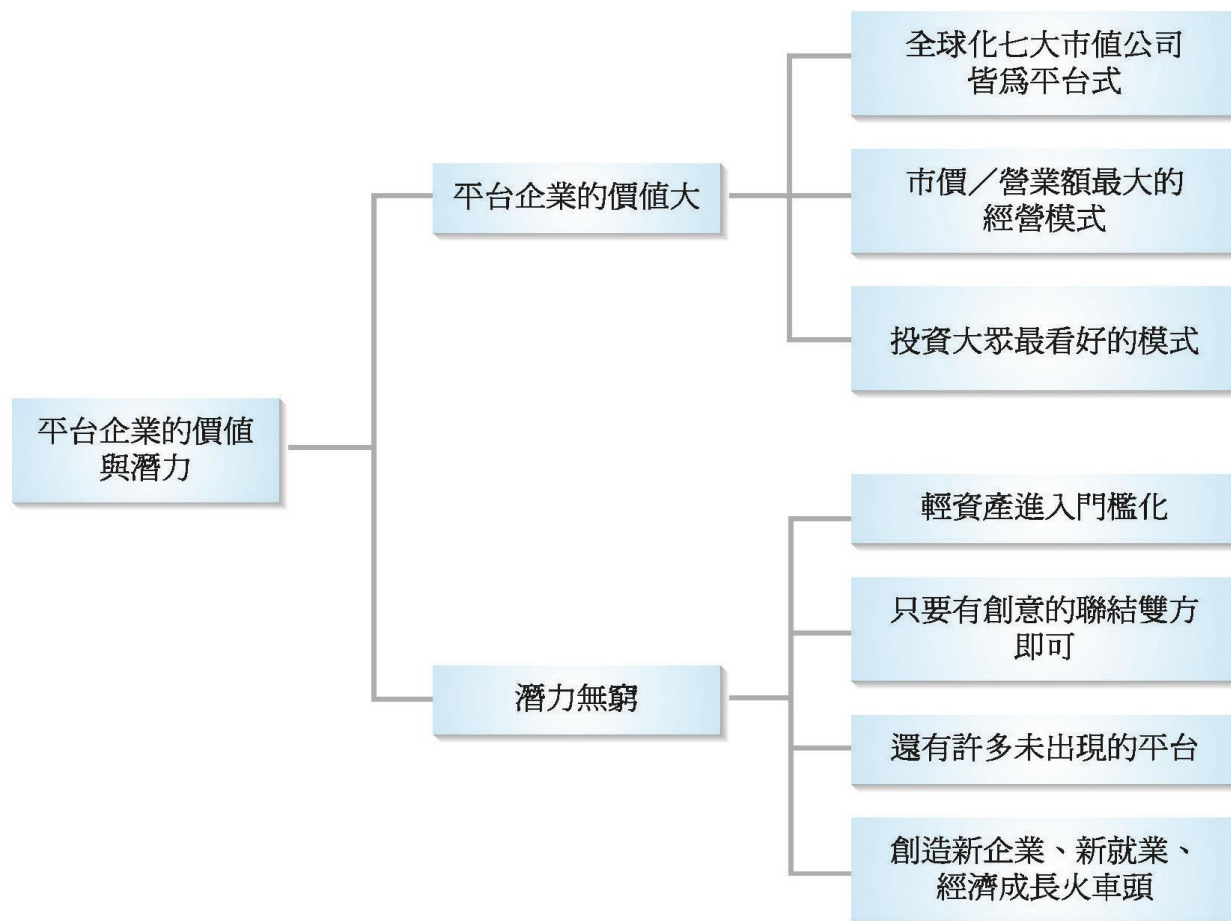 平台企業的價值
與潛力
平台企業的價值大
全球化七大市值公司
皆爲平台式
市價／營業額最大的
經營模式
投資大眾最看好的模式
潛力無窮
輕資產進入門檻化
只要有創意的聯結雙方
即可
還有許多未出現的平台
創造新企業、新就業、
經濟成長火車頭